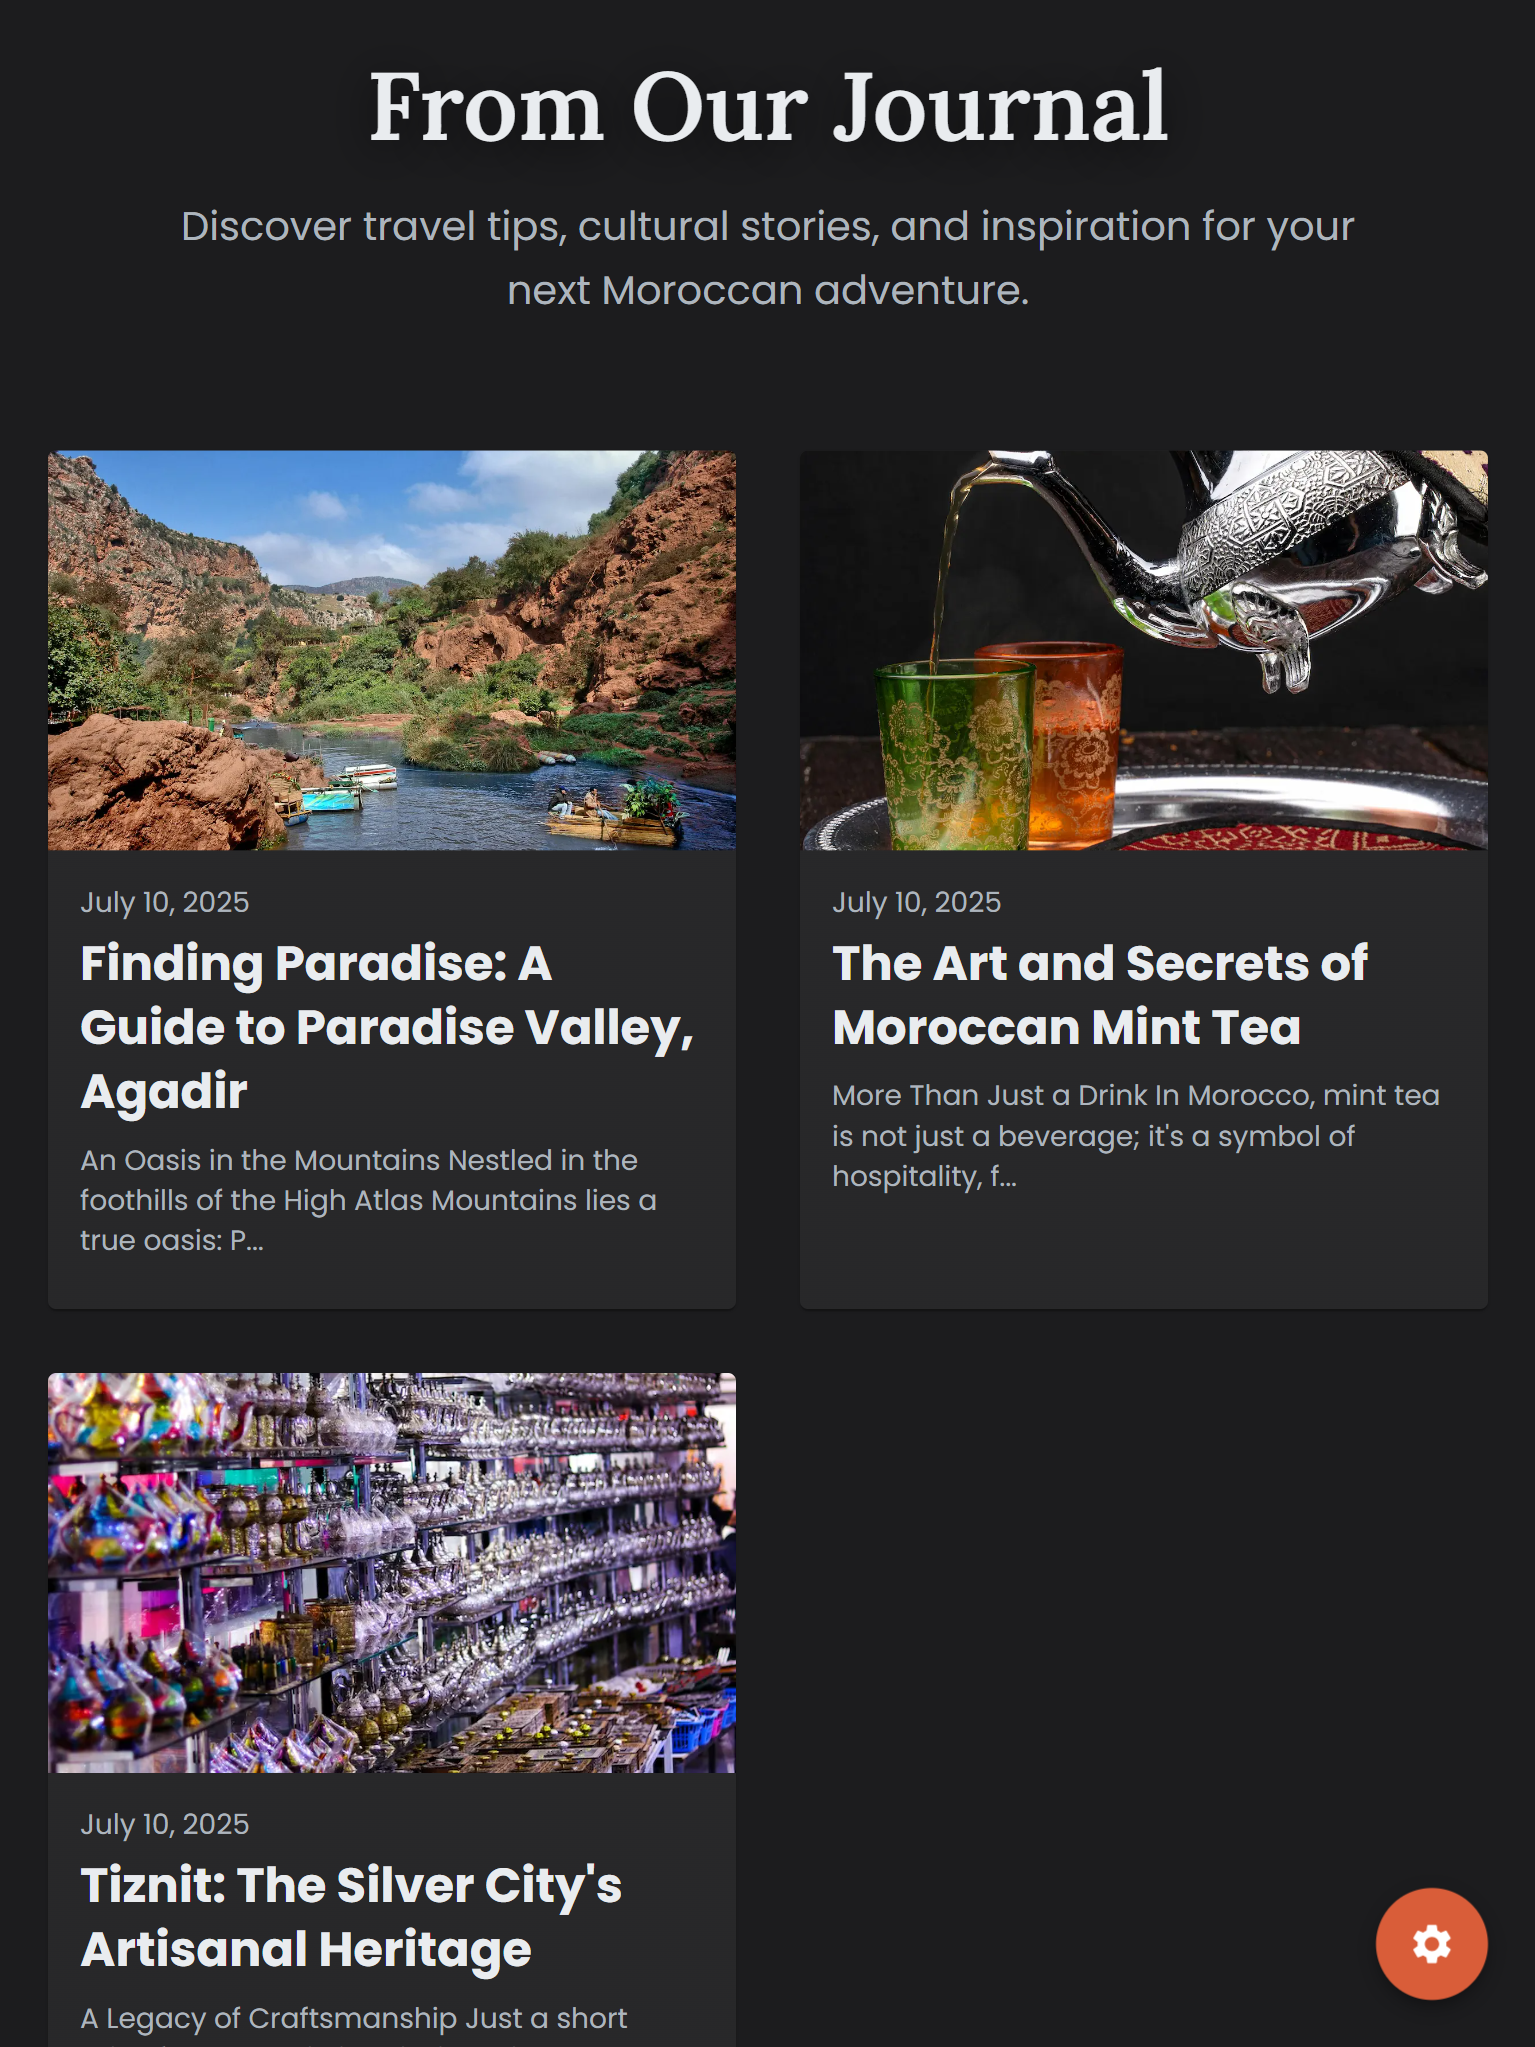 From Our Journal
Discover travel tips, cultural stories, and inspiration for your
next Moroccan adventure.
July 10, 2025
Finding Paradise: A
Guide to Paradise Valley,
Agadir
An Oasis in the Mountains Nestled in the
foothills of the High Atlas Mountains lies a
true oasis: P...
July 10, 2025
The Art and Secrets of
Moroccan Mint Tea
More Than Just a Drink In Morocco, mint tea
is not just a beverage; it's a symbol of
hospitality, f...
July 10, 2025
Tiznit: The Silver City's
Artisanal Heritage
A Legacy of Craftsmanship Just a short